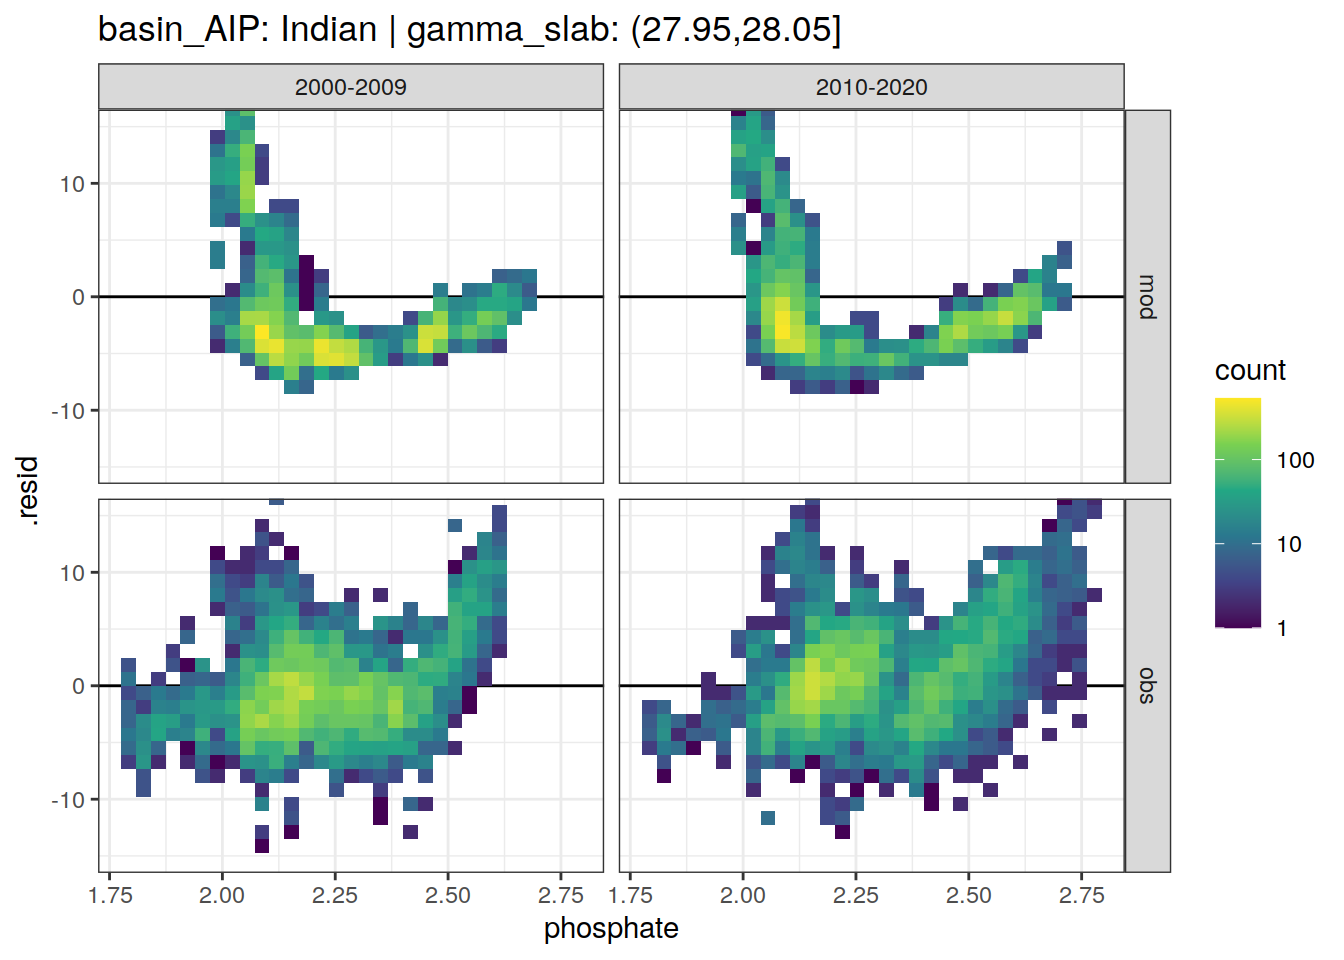 basin_AIP: Indian | gamma_slab: (27.95,28.05]
2000-2009
2010-2020
10
0
-10
mod
10
0
-10
obs
.resid
1.75 2.00 2.25 2.50 2.75
1.75 2.00 2.25 2.50 2.75
phosphate
count
100
10
1